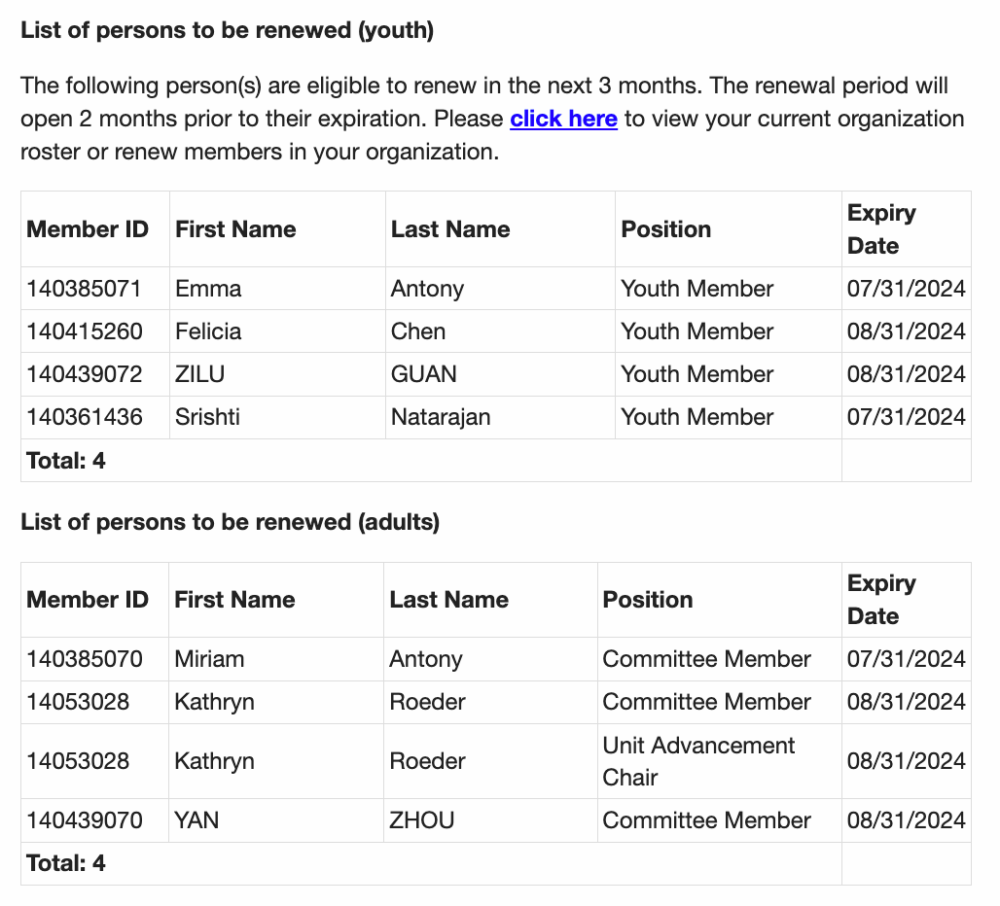 List of persons to be renewed (youth)
The following person(s) are eligible to renew in the next 3 months. The renewal period will
open 2 months prior to their expiration. Please click here to view your current organization
roster or renew members in your organization.
Member ID First Name Last Name Position Expiry Date
140385071 Emma Antony Youth Member 07/31/2024
140415260 Felicia Chen Youth Member 08/31/2024
140439072 ZILU GUAN Youth Member 08/31/2024
140361436 Srishti Natarajan Youth Member 07/31/2024
Total: 4
List of persons to be renewed (adults)
Member ID First Name Last Name Position Expiry Date
140385070 Miriam Antony Committee Member 07/31/2024
14053028 Kathryn Roeder Committee Member 08/31/2024
14053028 Kathryn Roeder Unit Advancement Chair 08/31/2024
140439070 YAN ZHOU Committee Member 08/31/2024
Total: 4